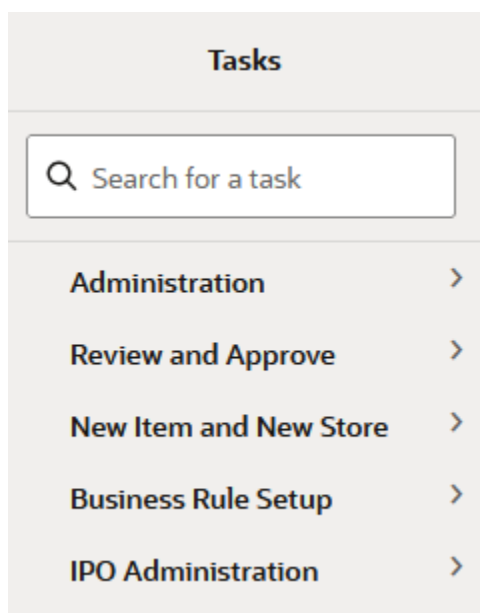 Tasks
Search for a task
Administration
Review and Approve
New Item and New Store
Business Rule Setup
IPO Administration